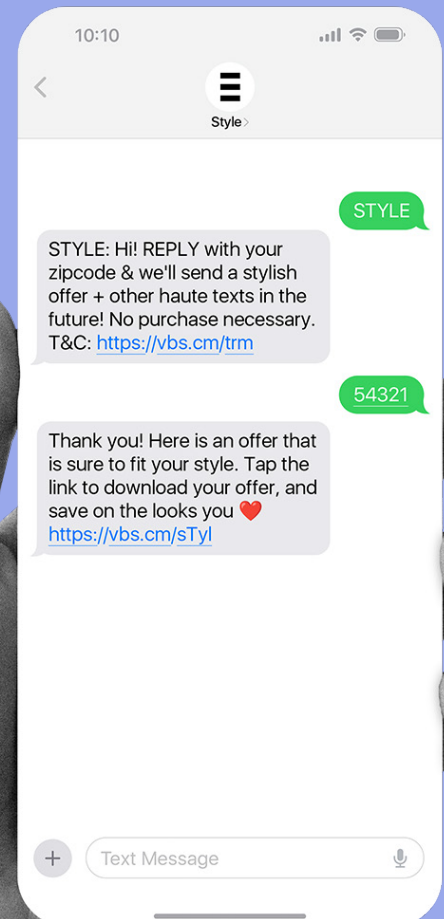 10:10
Style
STYLE
STYLE: Hi! REPLY with your
zipcode & we'll send a stylish
offer + other haute texts in the
future! No purchase necessary.
T&C: https://vbs.cm/trm
54321
Thank you! Here is an offer that
is sure to fit your style. Tap the
link to download your offer, and
save on the looks you ❤️
https://vbs.cm/sTyl
Text Message